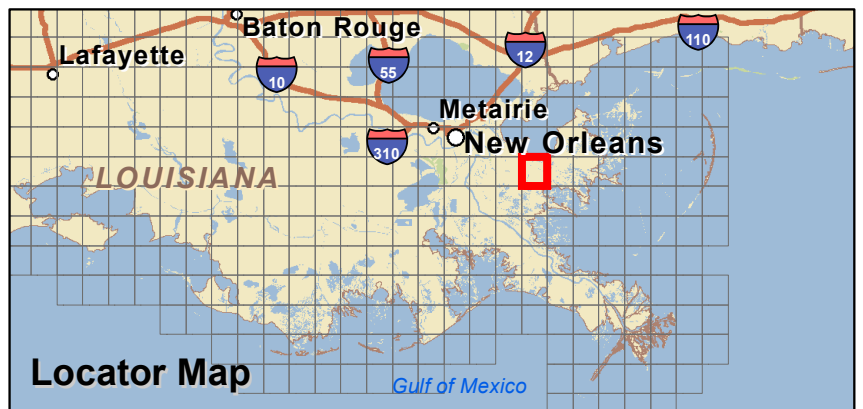 Baton Rouge
Lafayette
110
12
55
10
Metairie
New Orleans
310
LOUISIANA
Locator Map
Gulf of Mexico